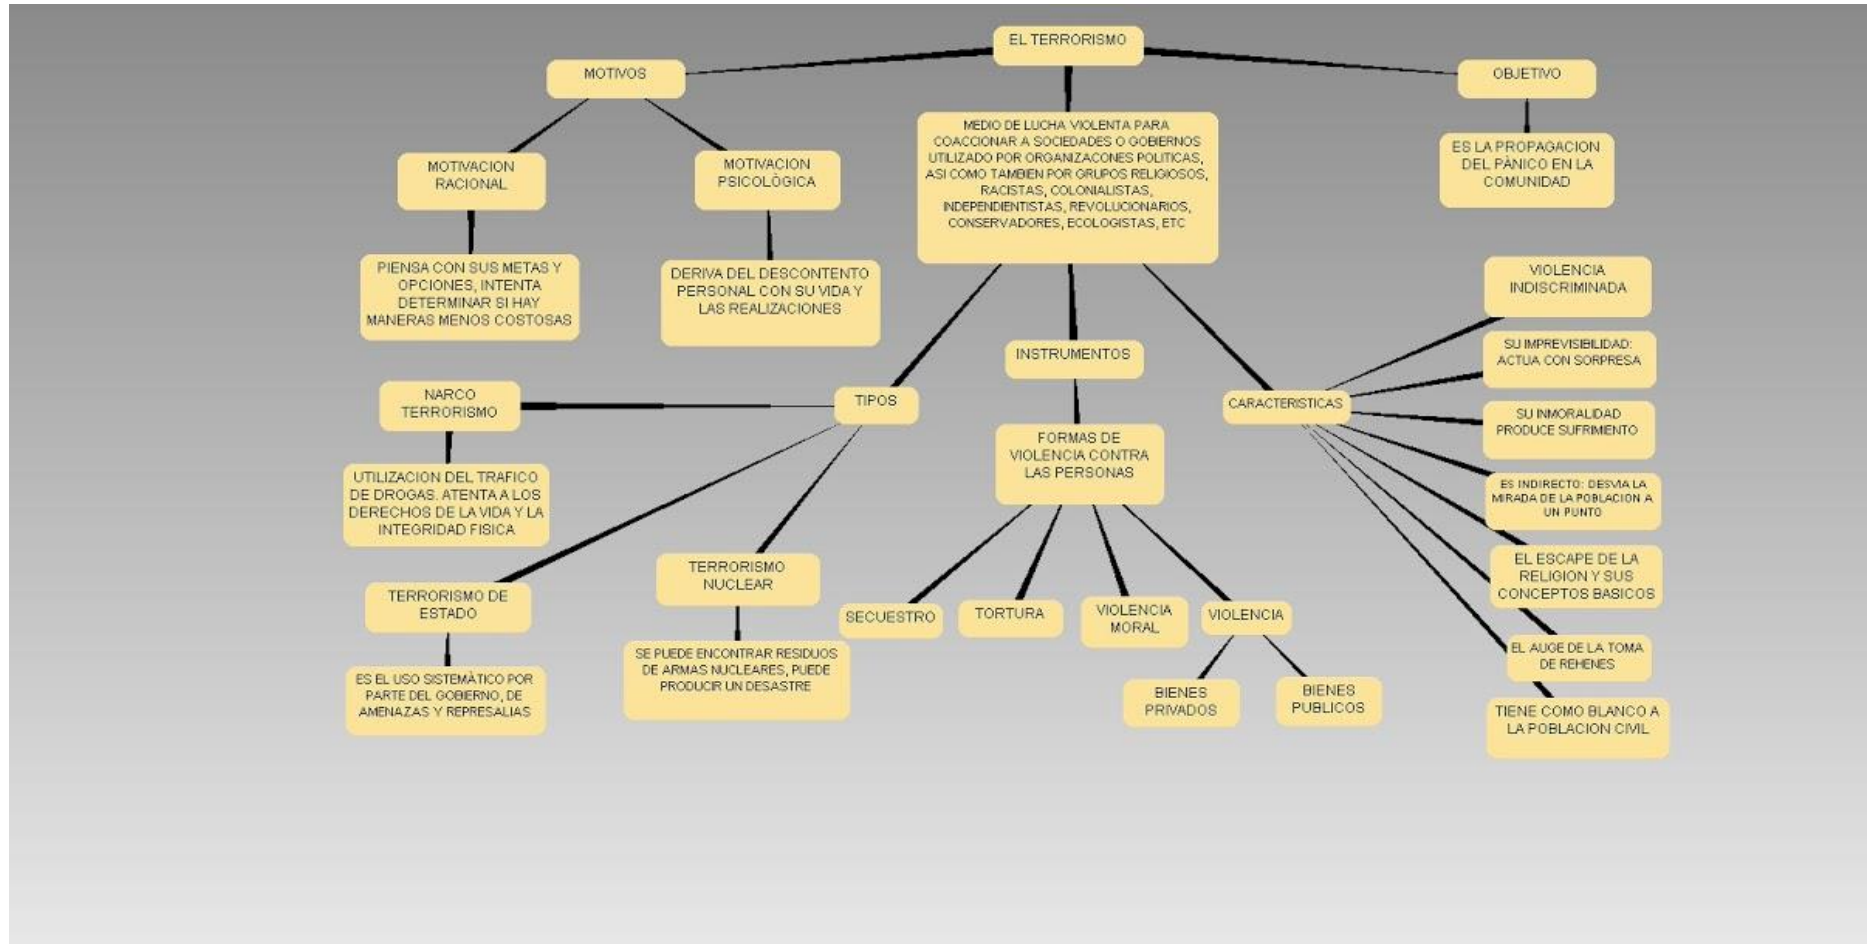 EL TERRORISMO
MOTIVOS
OBJETIVO
MEDIO DE LUCHA VIOLENTA PARA
COACCIONAR A SOCIEDADES O GOBIERNOS
UTILIZADO POR ORGANIZACONES POLITICAS,
ASI COMO TAMBIEN POR GRUPOS RELIGIOSOS,
RACISTAS, COLONIALISTAS,
INDEPENDIENTISTAS, REVOLUCIONARIOS,
CONSERVADORES, ECOLOGISTAS, ETC
ES LA PROPAGACION
DEL PÀNICO EN LA
COMUNIDAD
MOTIVACION
RACIONAL
MOTIVACION
PSICOLÒGICA
PIENSA CON SUS METAS Y
OPCIONES, INTENTA
DETERMINAR SI HAY
MANERAS MENOS COSTOSAS
DERIVA DEL DESCONTENTO
PERSONAL CON SU VIDA Y
LAS REALIZACIONES
TIPOS
NARCO
TERRORISMO
UTILIZACION DEL TRAFICO
DE DROGAS. ATENTA A LOS
DERECHOS DE LA VIDA Y LA
INTEGRIDAD FISICA
TERRORISMO DE
ESTADO
ES EL USO SISTEMÀTICO POR
PARTE DEL GOBIERNO, DE
AMENAZAS Y REPRESALIAS
TERRORISMO
NUCLEAR
SE PUEDE ENCONTRAR RESIDUOS
DE ARMAS NUCLEARES, PUEDE
PRODUCIR UN DESASTRE
INSTRUMENTOS
FORMAS DE
VIOLENCIA CONTRA
LAS PERSONAS
SECUESTRO
TORTURA
VIOLENCIA
MORAL
VIOLENCIA
BIENES
PRIVADOS
BIENES
PUBLICOS
CARACTERISTICAS
VIOLENCIA
INDISCRIMINADA
SU IMPREVISIBILIDAD:
ACTUA CON SORPRESA
SU INMORALIDAD
PRODUCE SUFRIMENTO
ES INDIRECTO: DESVIA LA
MIRADA DE LA POBLACION A
UN PUNTO
EL ESCAPE DE LA
RELIGION Y SUS
CONCEPTOS BASICOS
EL AUGE DE LA TOMA
DE REHENES
TIENE COMO BLANCO A
LA POBLACION CIVIL